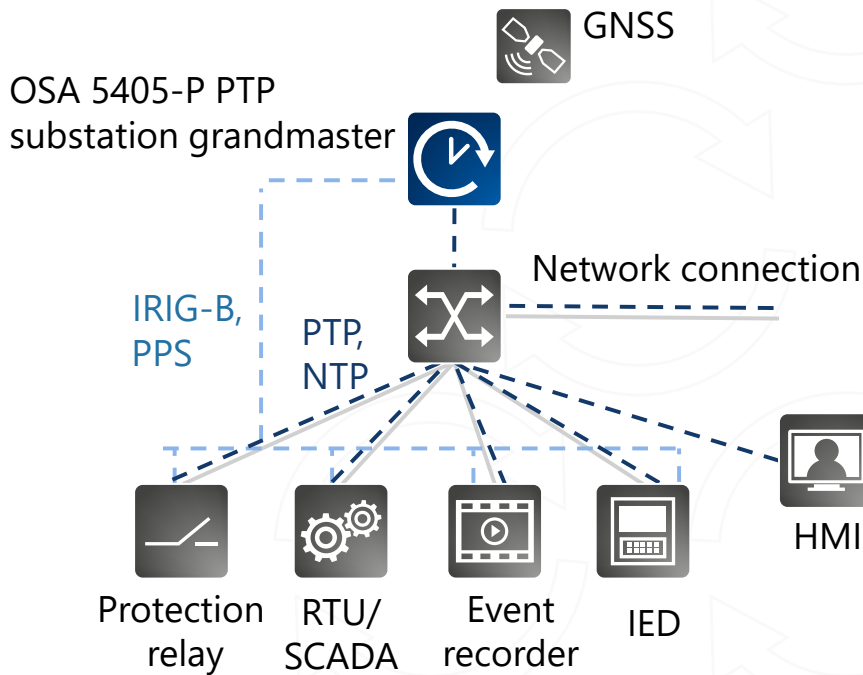 GNSS
OSA 5405-P PTP
substation grandmaster
Network connection
IRIG-B,
PPS
PTP,
NTP
HMI
Protection
relay
RTU/
SCADA
Event
recorder
IED